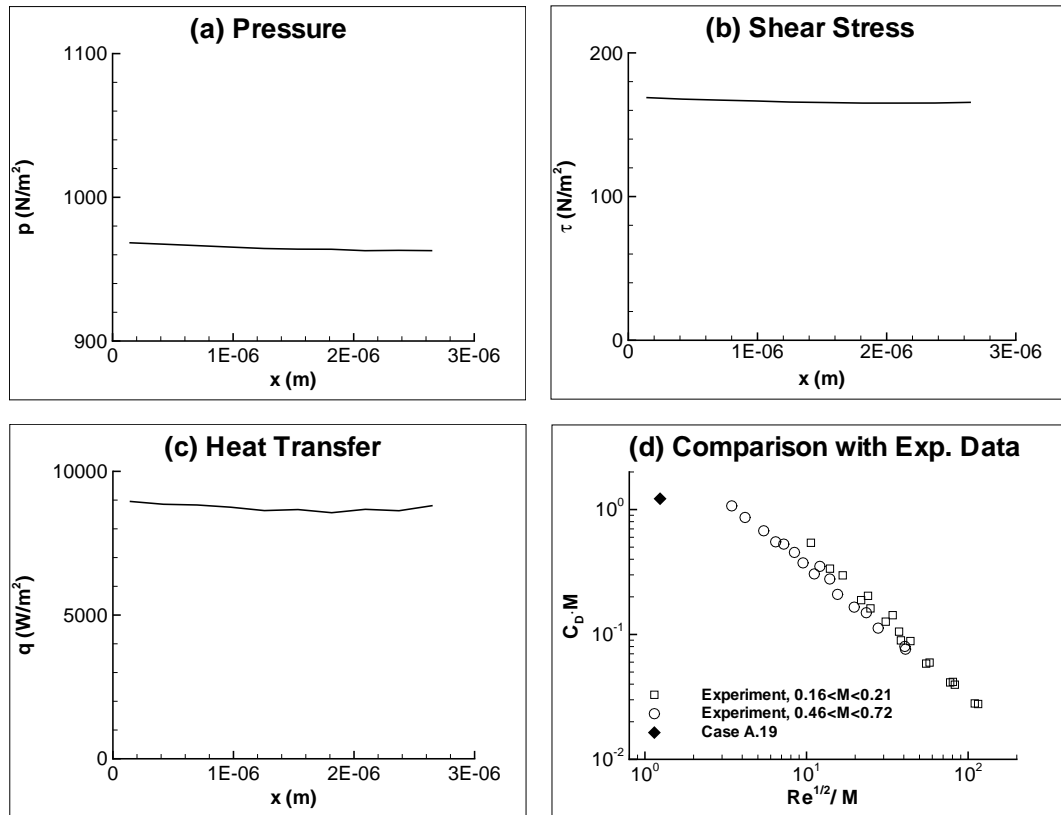 (a) Pressure
1100
1000
900
p (N/m²)
0 1E-06 2E-06 3E-06
x (m)
(b) Shear Stress
200
100
0
τ (N/m²)
0 1E-06 2E-06 3E-06
x (m)
(c) Heat Transfer
10000
5000
0
q (W/m²)
0 1E-06 2E-06 3E-06
x (m)
(d) Comparison with Exp. Data
10⁰
10⁻¹
10⁻²
C_D·M
Experiment, 0.16<M<0.21
Experiment, 0.46<M<0.72
Case A.19
10⁰ 10¹ 10²
Re^1/2/ M